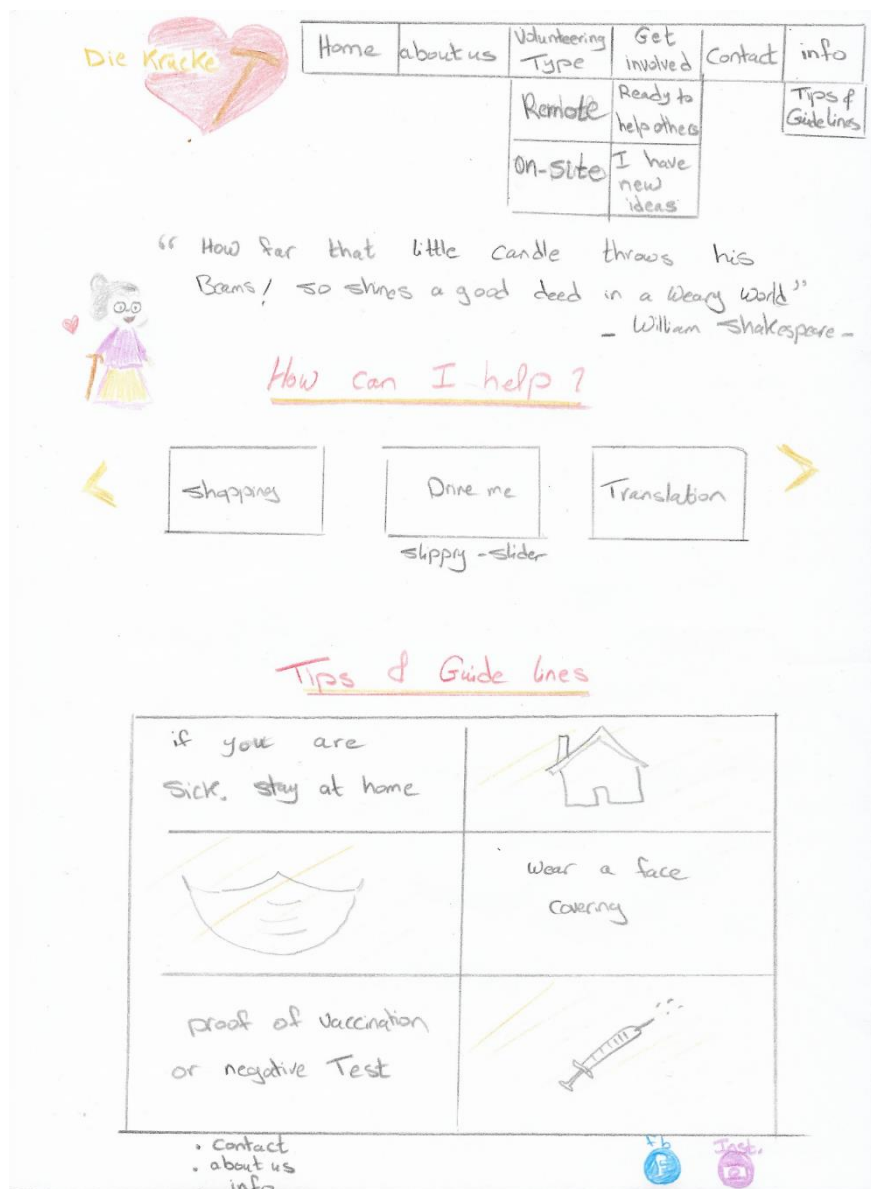 Die Krücke
Home
about us
Volunteering Type
Get involved
Contact
info
Remote
Ready to help others
Tips & Guidelines
on-site
I have new ideas
“ How far that little candle throws his
Beams! so shines a good deed in a weary world”
_ William Shakespeare -
How can I help?
<
Shopping
Drive me
Translation
>
slippry - slider
Tips & Guide lines
if you are
Sick. stay at home
wear a face
covering
proof of vaccination
or negative Test
• contact
• about us
info
fb
F
Inst.